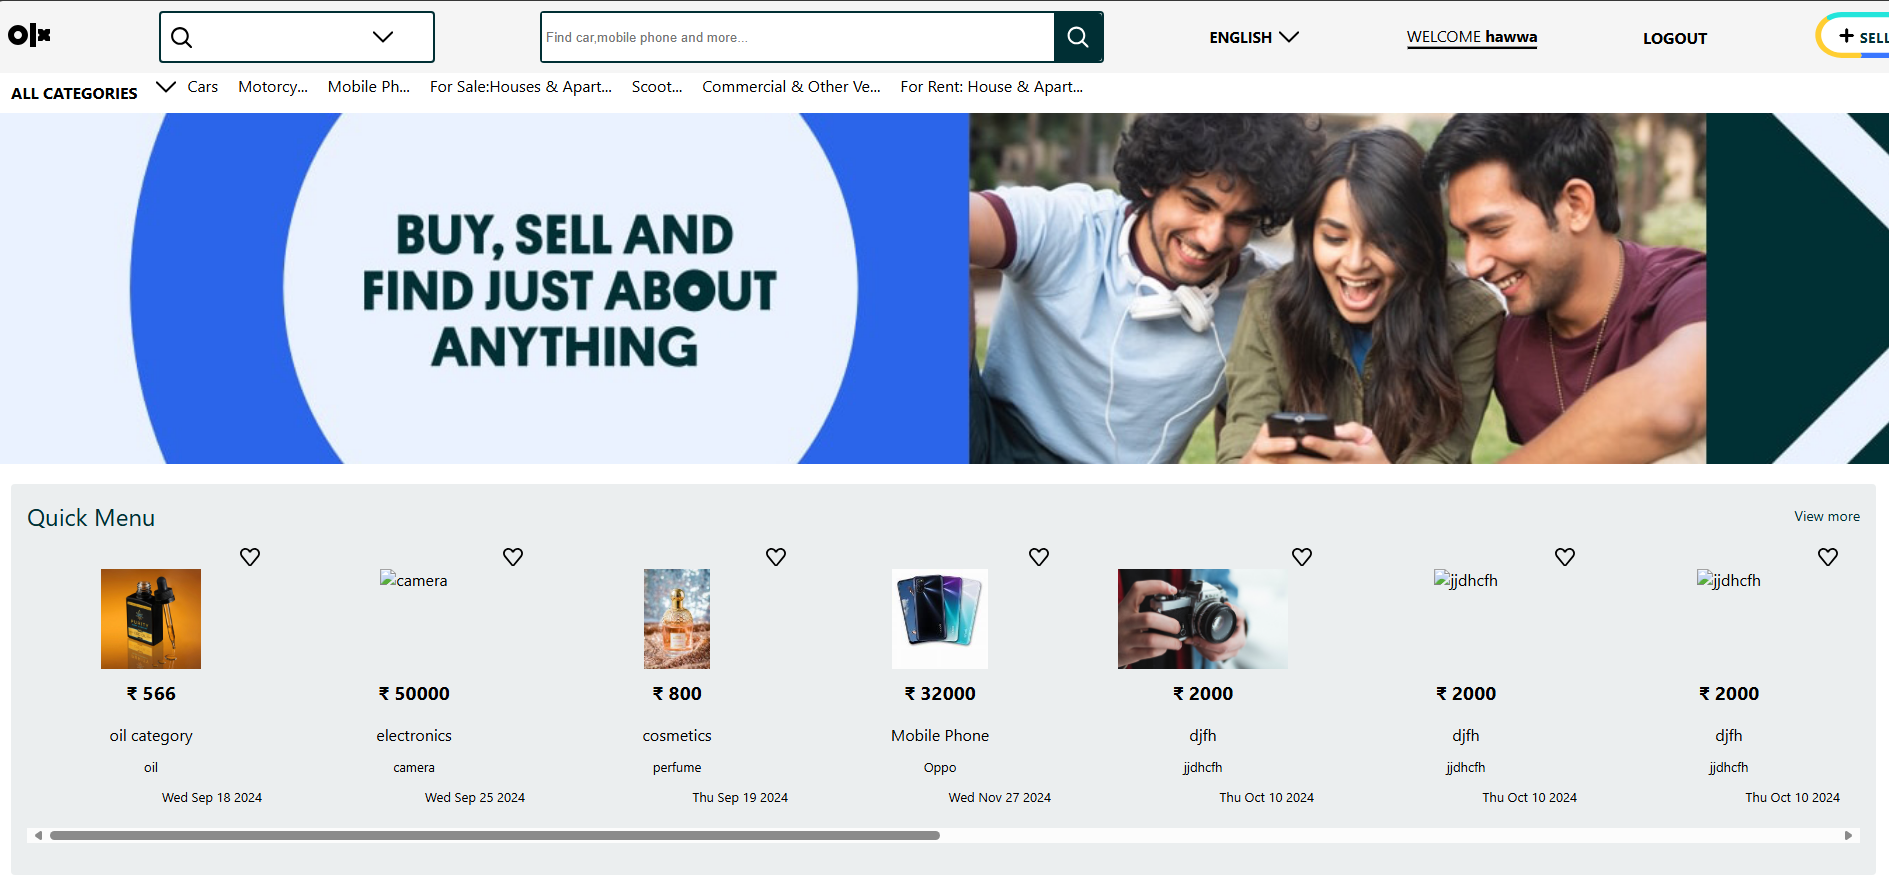 olx
Find car,mobile phone and more...
ENGLISH
WELCOME hawwa
LOGOUT
+ SELL
ALL CATEGORIES
Cars
Motorcy...
Mobile Ph...
For Sale:Houses & Apart...
Scoot...
Commercial & Other Ve...
For Rent: House & Apart...
BUY, SELL AND
FIND JUST ABOUT
ANYTHING
Quick Menu
View more
₹ 566
oil category
oil
Wed Sep 18 2024
camera
₹ 50000
electronics
camera
Wed Sep 25 2024
₹ 800
cosmetics
perfume
Thu Sep 19 2024
₹ 32000
Mobile Phone
Oppo
Wed Nov 27 2024
₹ 2000
djfh
jjdhcfh
Thu Oct 10 2024
jjdhcfh
₹ 2000
djfh
jjdhcfh
Thu Oct 10 2024
jjdhcfh
₹ 2000
djfh
jjdhcfh
Thu Oct 10 2024